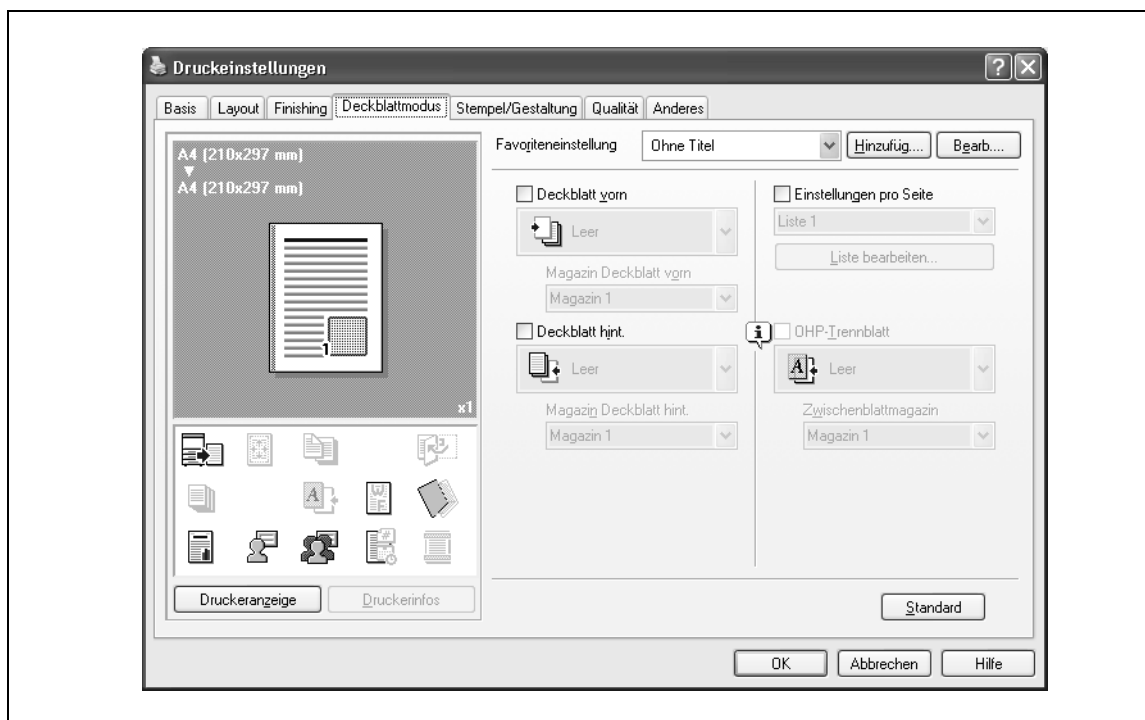 Druckeinstellungen
Basis Layout Finishing Deckblattmodus Stempel/Gestaltung Qualität Anderes
A4 (210x297 mm)
A4 (210x297 mm)
1
x1
Druckeranzeige Druckerinfos
Favoriteneinstellung Ohne Titel Hinzufüg.... Bearb....
Deckblatt vorn
Leer
Magazin Deckblatt vorn
Magazin 1
Deckblatt hint.
Leer
Magazin Deckblatt hint.
Magazin 1
Einstellungen pro Seite
Liste 1
Liste bearbeiten...
OHP-Trennblatt
A Leer
Zwischenblattmagazin
Magazin 1
Standard
OK Abbrechen Hilfe